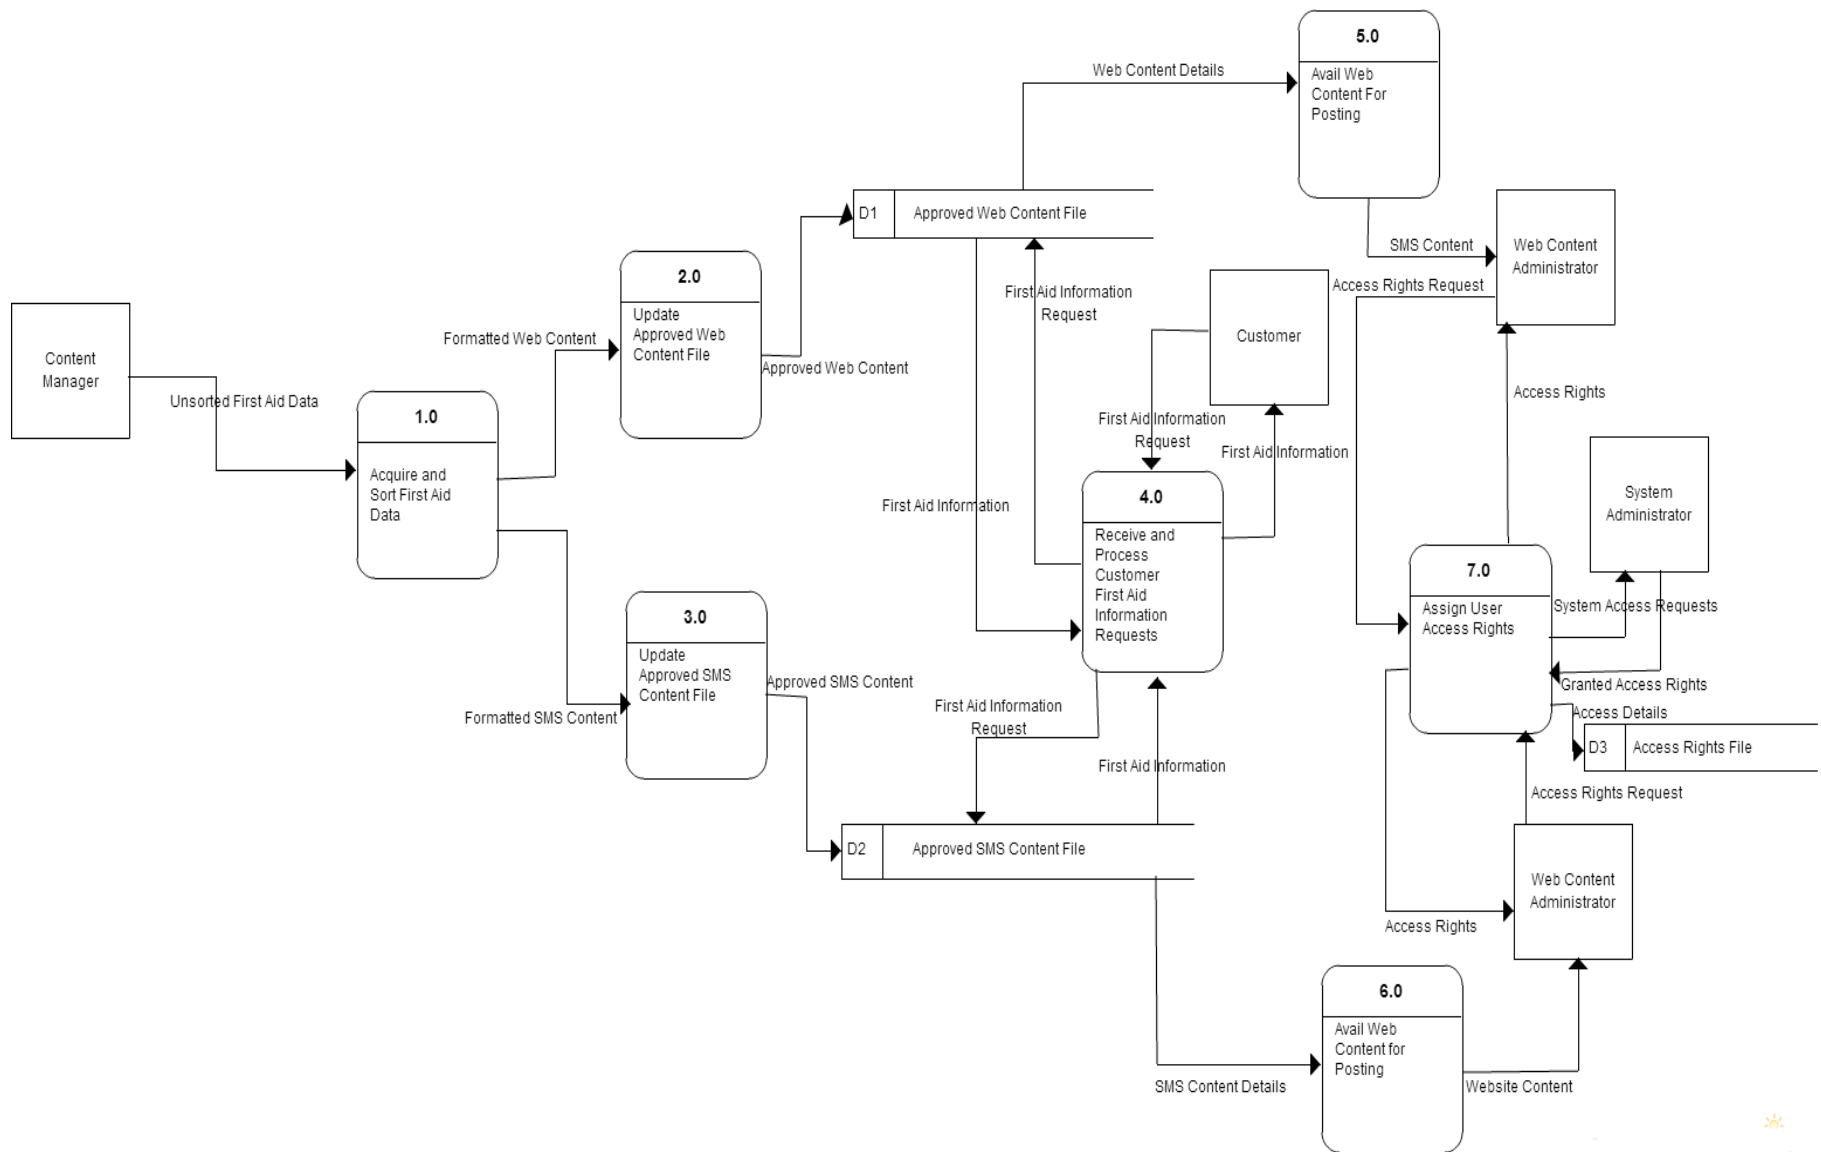 5.0
Avail Web
Content For
Posting
Web Content Details
D1
Approved Web Content File
SMS Content
Web Content
Administrator
Access Rights Request
2.0
Update
Approved Web
Content File
Formatted Web Content
Approved Web Content
Content
Manager
Unsorted First Aid Data
1.0
Acquire and
Sort First Aid
Data
First Aid Information
Request
Customer
First Aid Information
Request
First Aid Information
First Aid Information
4.0
Receive and
Process
Customer
First Aid
Information
Requests
Access Rights
System
Administrator
7.0
Assign User
Access Rights
System Access Requests
Granted Access Rights
Access Details
D3
Access Rights File
3.0
Update
Approved SMS
Content File
Formatted SMS Content
Approved SMS Content
First Aid Information
Request
First Aid Information
Access Rights Request
D2
Approved SMS Content File
Web Content
Administrator
Access Rights
6.0
Avail Web
Content for
Posting
SMS Content Details
Website Content